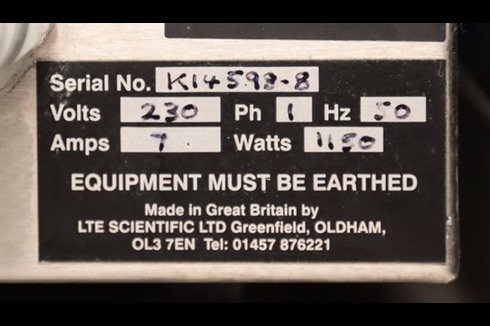 Serial No. K14598-8
Volts 230 Ph 1 Hz 50
Amps 7 Watts 1150
EQUIPMENT MUST BE EARTHED
Made in Great Britain by
LTE SCIENTIFIC LTD Greenfield, OLDHAM,
OL3 7EN Tel: 01457 876221